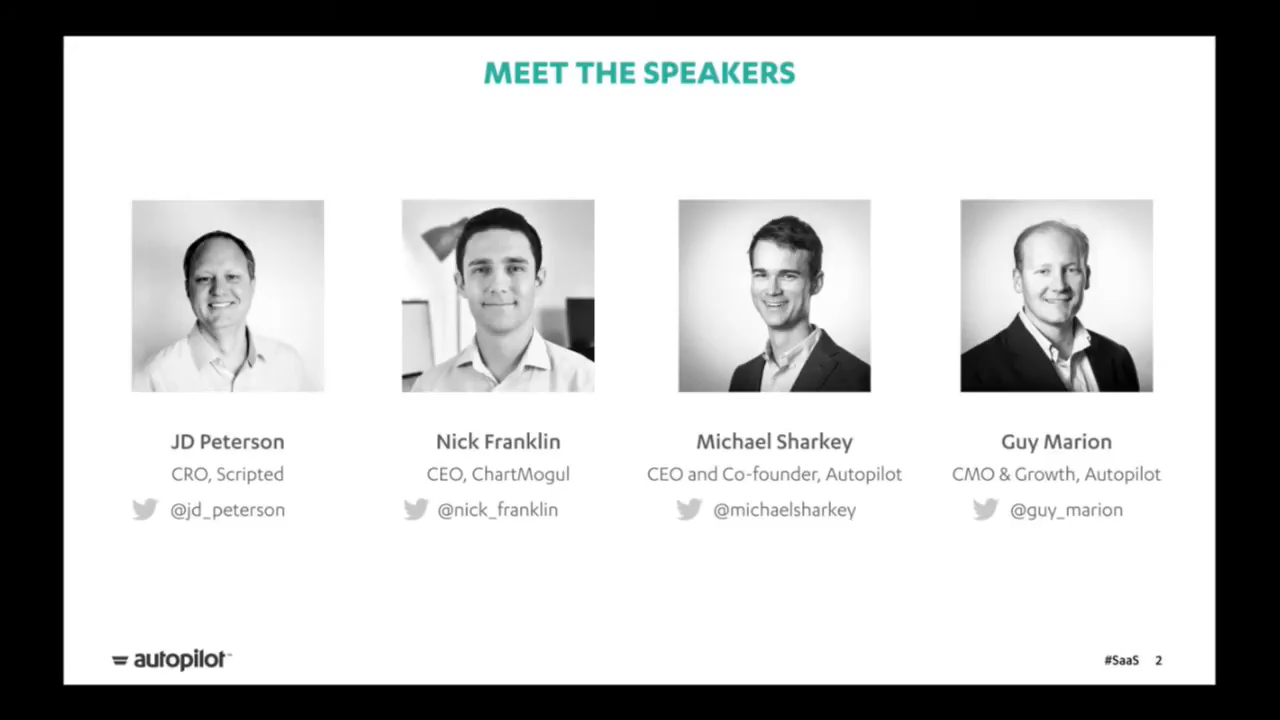 MEET THE SPEAKERS
JD Peterson
CRO, Scripted
@jd_peterson
Nick Franklin
CEO, ChartMogul
@nick_franklin
Michael Sharkey
CEO and Co-founder, Autopilot
@michaelsharkey
Guy Marion
CMO & Growth, Autopilot
@guy_marion
autopilot™
#SaaS 2